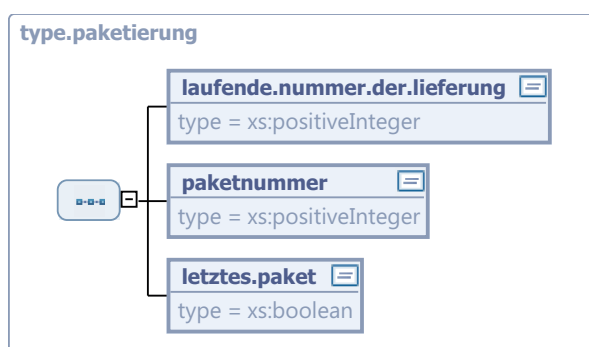 type.paketierung
laufende.nummer.der.lieferung
type = xs:positiveInteger
paketnummer
type = xs:positiveInteger
letztes.paket
type = xs:boolean